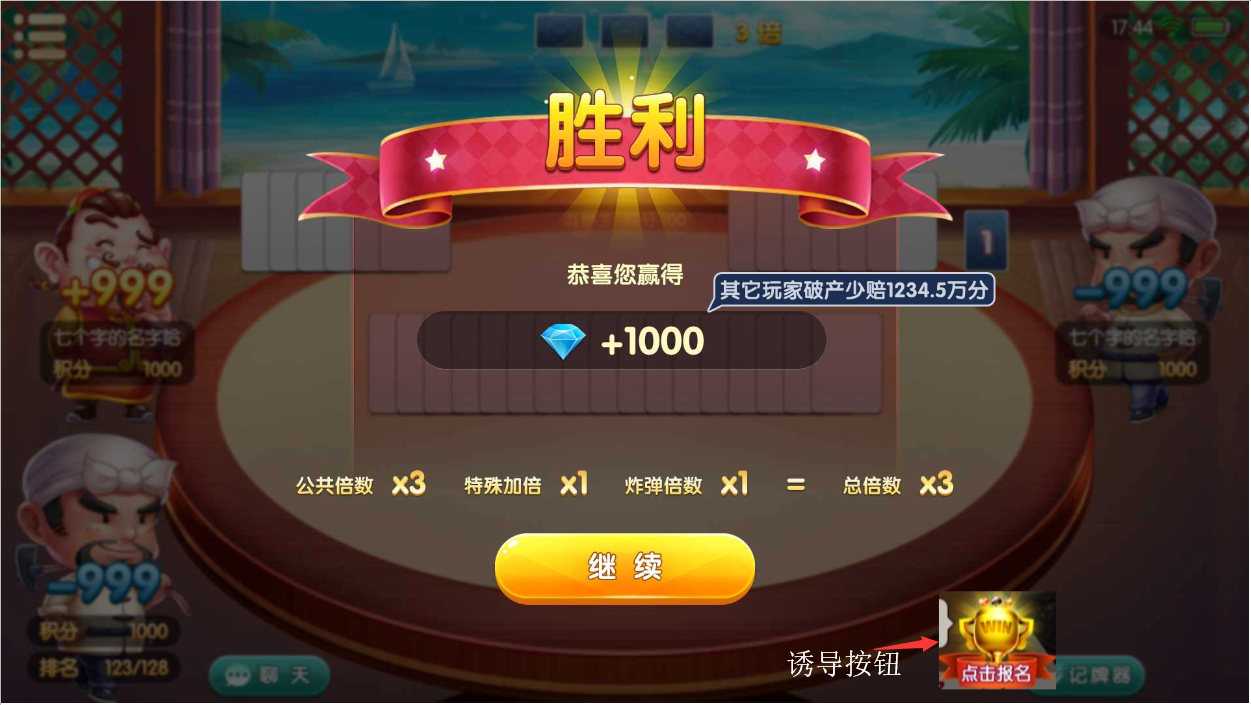 3 倍
17:44
胜利
1
恭喜您赢得
其它玩家破产少赔1234.5万分
+1000
+999
七个字的名字哈
积分 1000
-999
七个字的名字哈
积分 1000
公共倍数 x3 特殊加倍 x1 炸弹倍数 x1 = 总倍数 x3
继 续
-999
积分 1000
排名 123/128
聊 天
诱导按钮
WIN
点击报名
记牌器